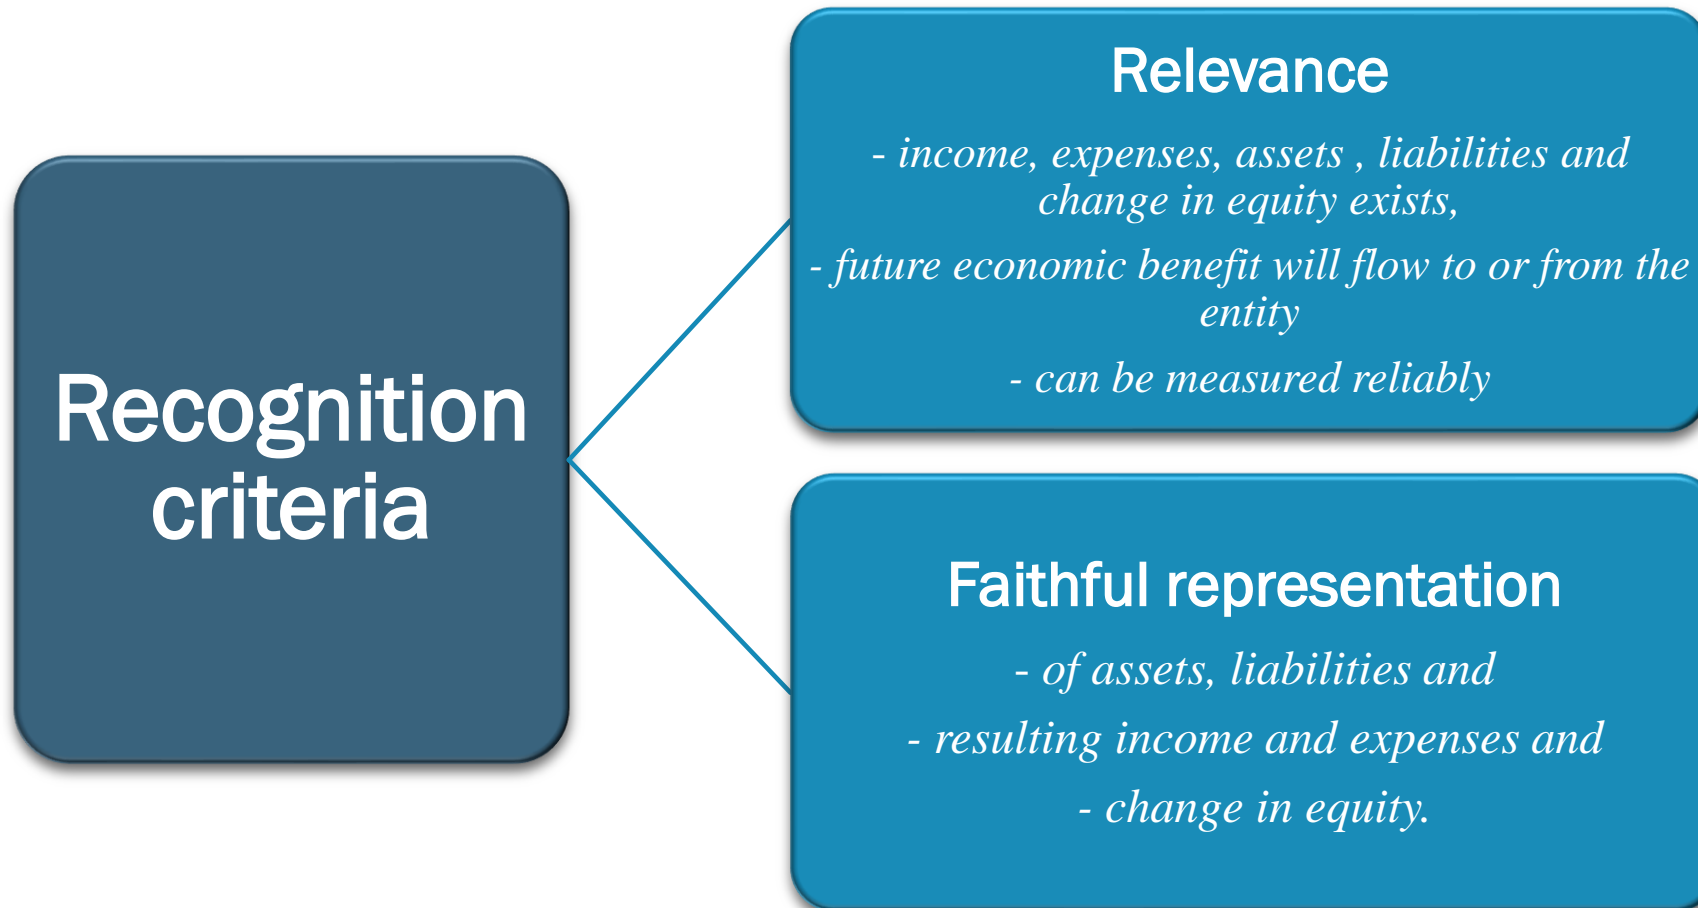 Recognition
criteria
Relevance
- income, expenses, assets , liabilities and
change in equity exists,
- future economic benefit will flow to or from the
entity
- can be measured reliably
Faithful representation
- of assets, liabilities and
- resulting income and expenses and
- change in equity.